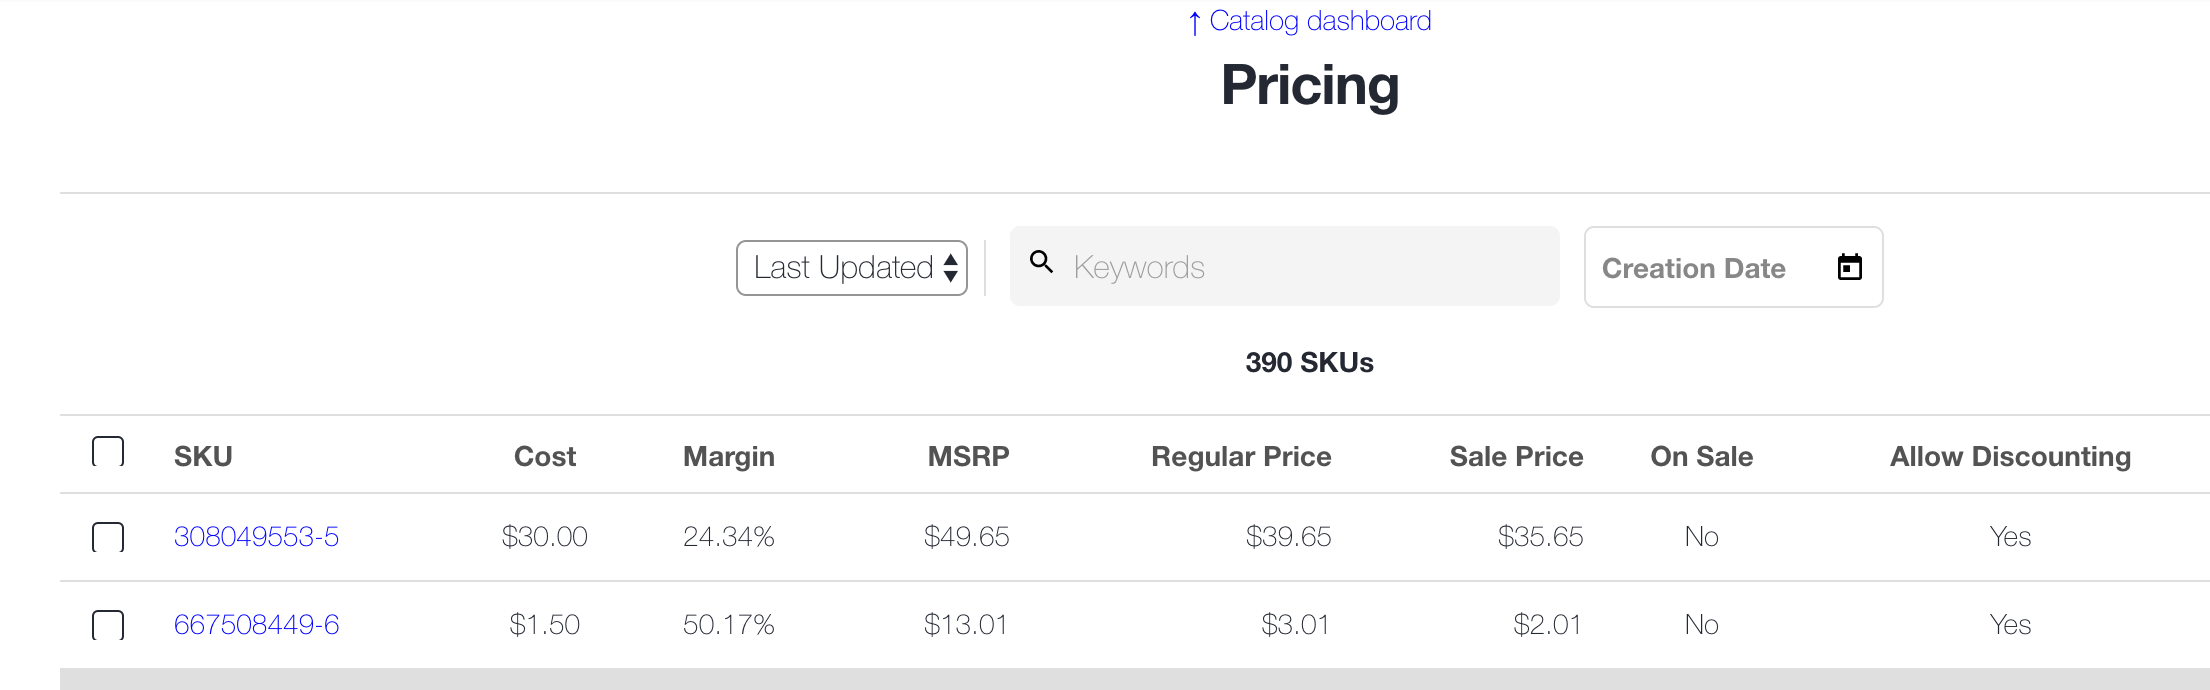 ↑ Catalog dashboard
Pricing
Last Updated Keywords Creation Date
390 SKUs
SKU Cost Margin MSRP Regular Price Sale Price On Sale Allow Discounting
308049553-5 $30.00 24.34% $49.65 $39.65 $35.65 No Yes
667508449-6 $1.50 50.17% $13.01 $3.01 $2.01 No Yes